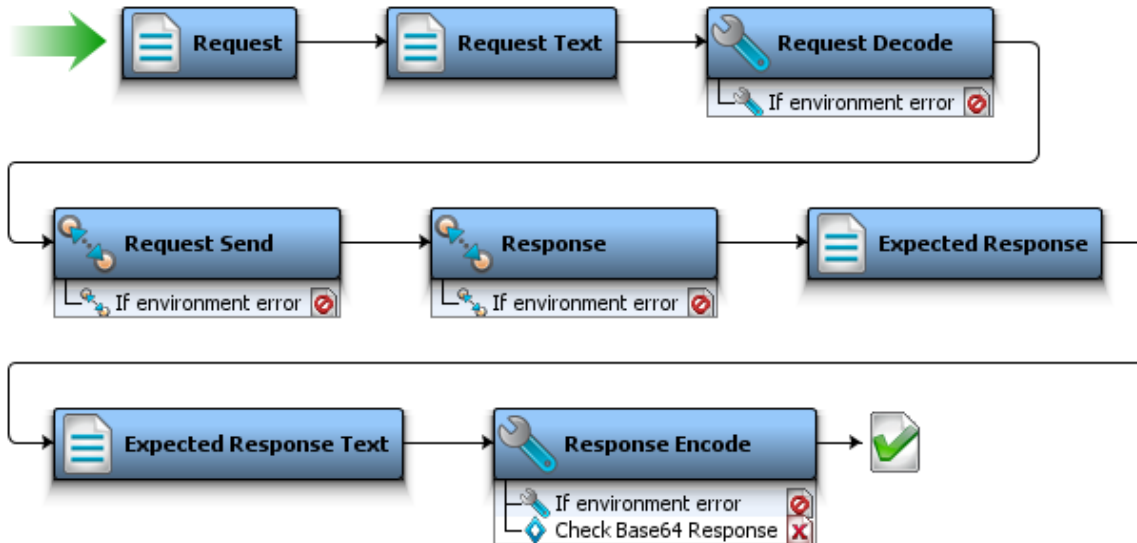 Request
Request Text
Request Decode
If environment error
Request Send
Response
Expected Response
If environment error
If environment error
Expected Response Text
Response Encode
If environment error
Check Base64 Response